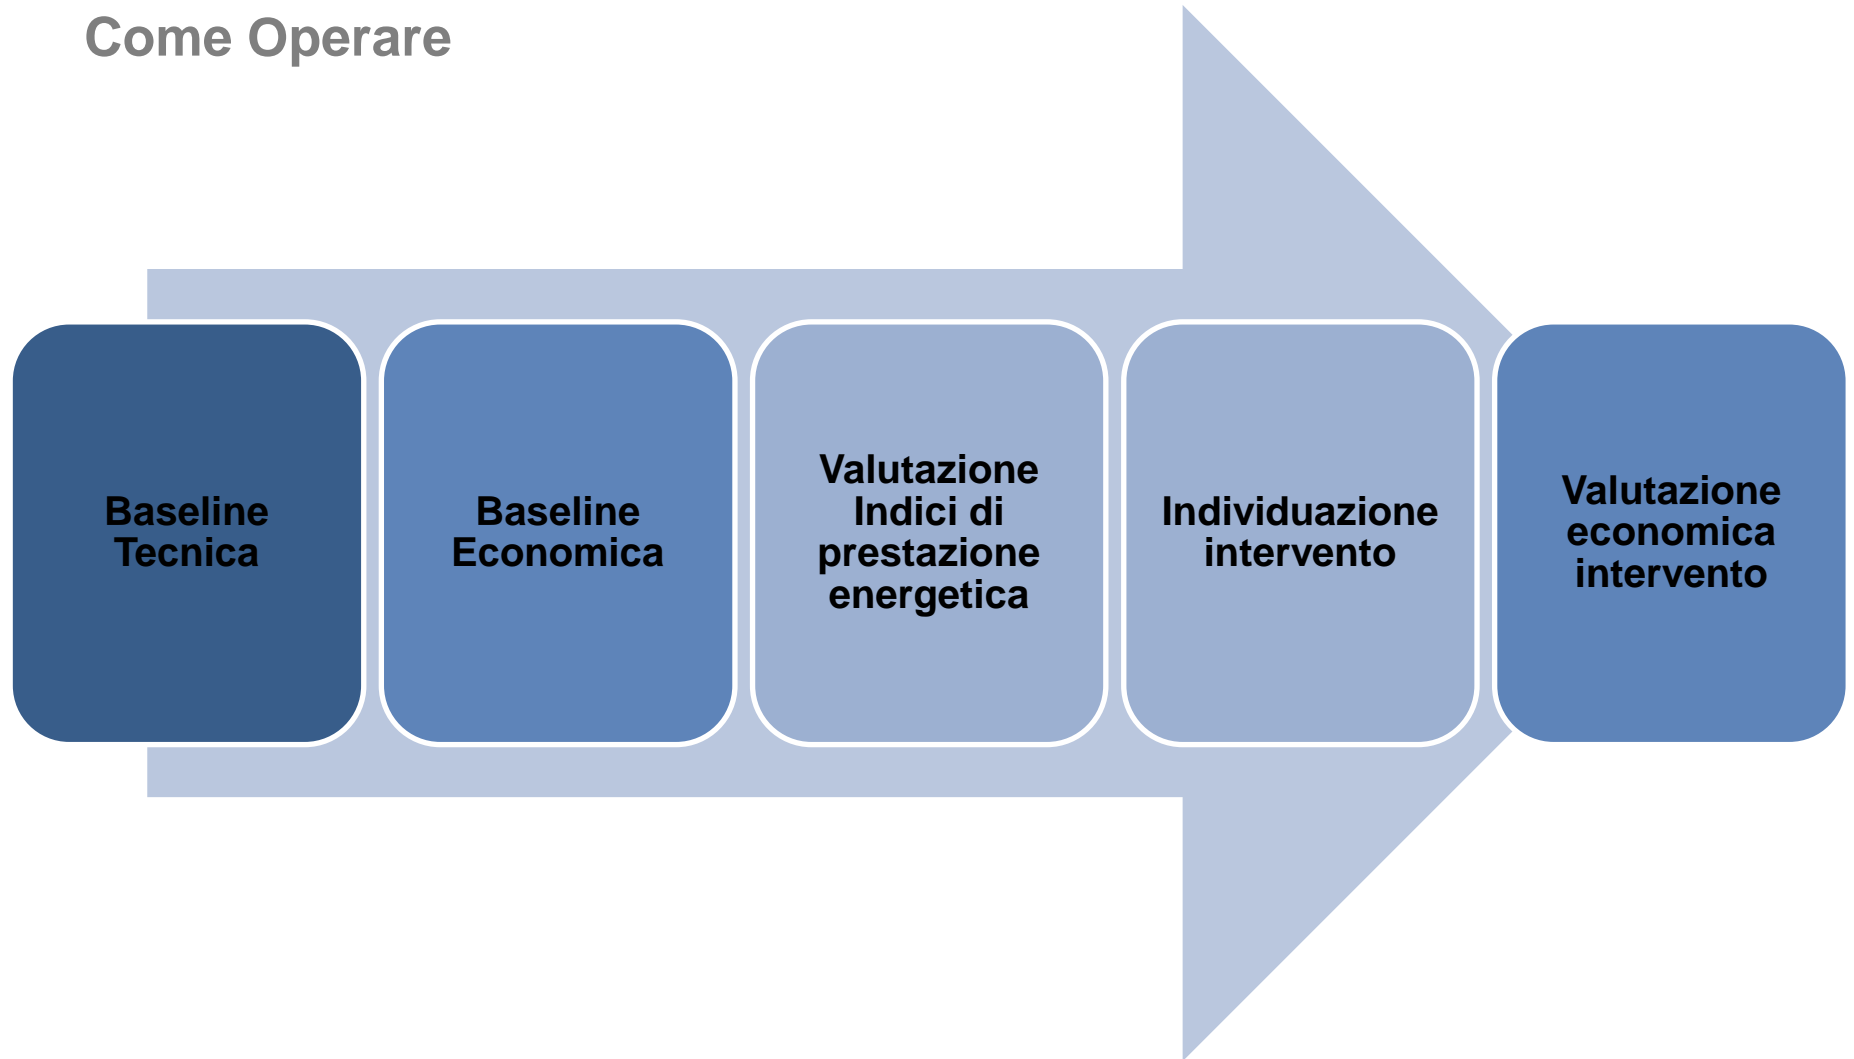 Come Operare
Baseline
Tecnica
Baseline
Economica
Valutazione
Indici di
prestazione
energetica
Individuazione
intervento
Valutazione
economica
intervento